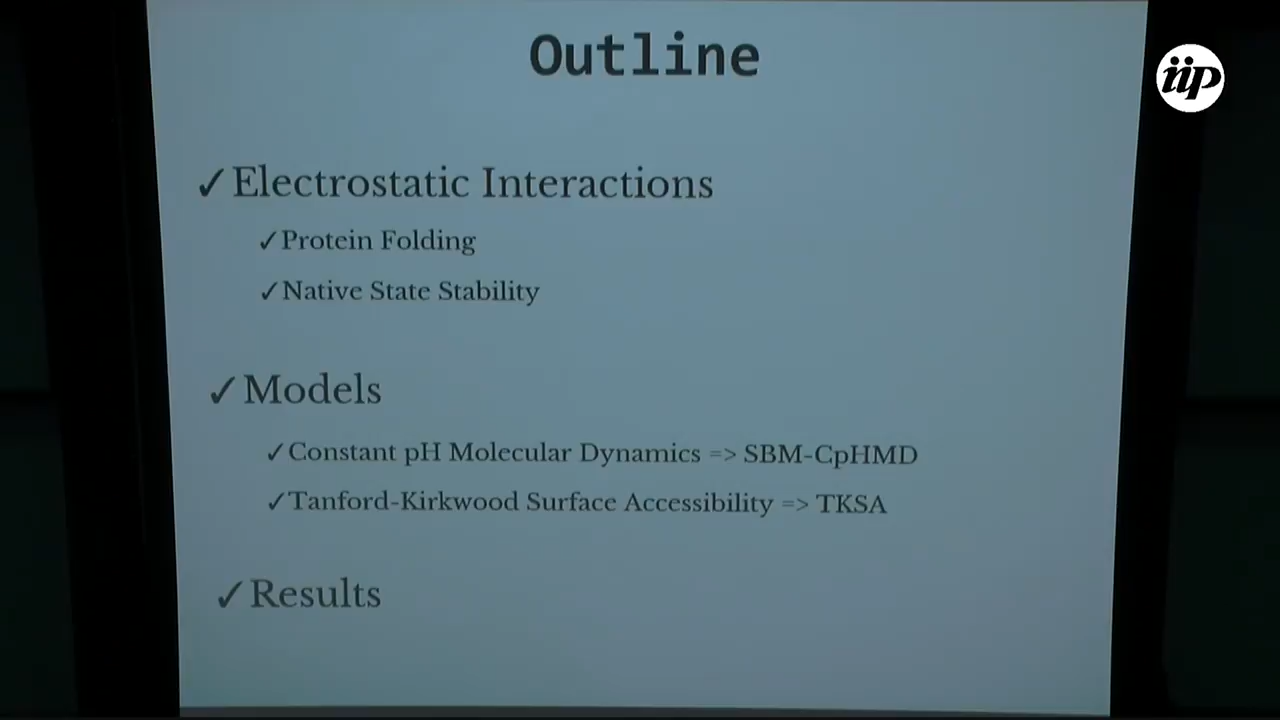 Outline
iip
✓Electrostatic Interactions
✓Protein Folding
✓Native State Stability
✓Models
✓Constant pH Molecular Dynamics => SBM-CpHMD
✓Tanford-Kirkwood Surface Accessibility => TKSA
✓Results